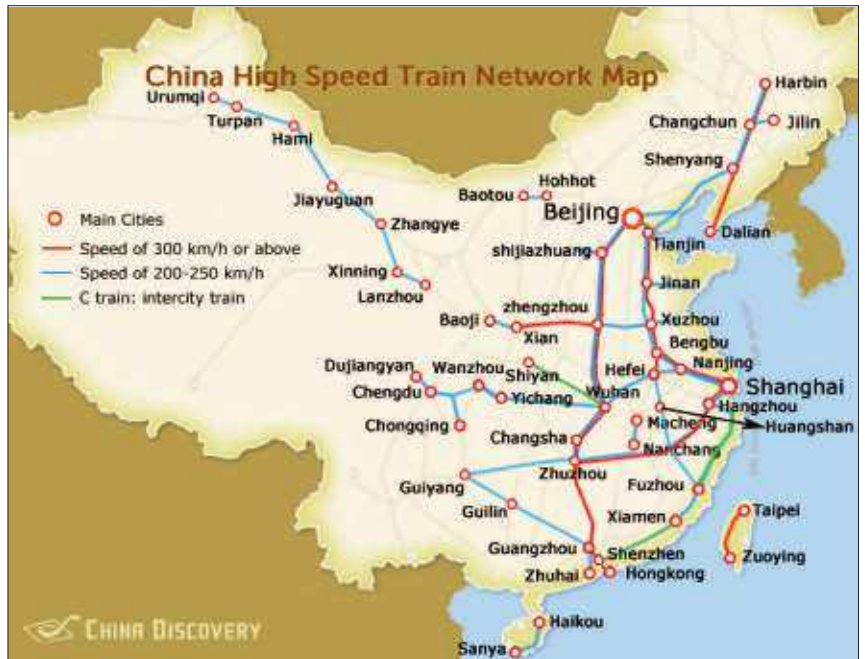 China High Speed Train Network Map
Harbin
Urumqi
Turpan
Changchun
Jilin
Hami
Shenyang
Hohhot
Jiayuguan
Baotou
Beijing
Main Cities
Zhangye
Dalian
Tianjin
Speed of 300 km/h or above
shijiazhuang
Speed of 200-250 km/h
Xinning
Jinan
Lanzhou
C train: intercity train
zhengzhou
Baoji
Xuzhou
Xian
Bengbu
Dujiangyan
Wanzhou
Shiyan
Hefei
Nanjing
Shanghai
Chengdu
Yichang
Wuhan
Hangzhou
Chongqing
Macheng
Huangshan
Changsha
Nanchang
Zhuzhou
Guiyang
Fuzhou
Guilin
Xiamen
Taipei
Guangzhou
Shenzhen
Zuoying
Zhuhai
Hongkong
Haikou
CHINA DISCOVERY
Sanya